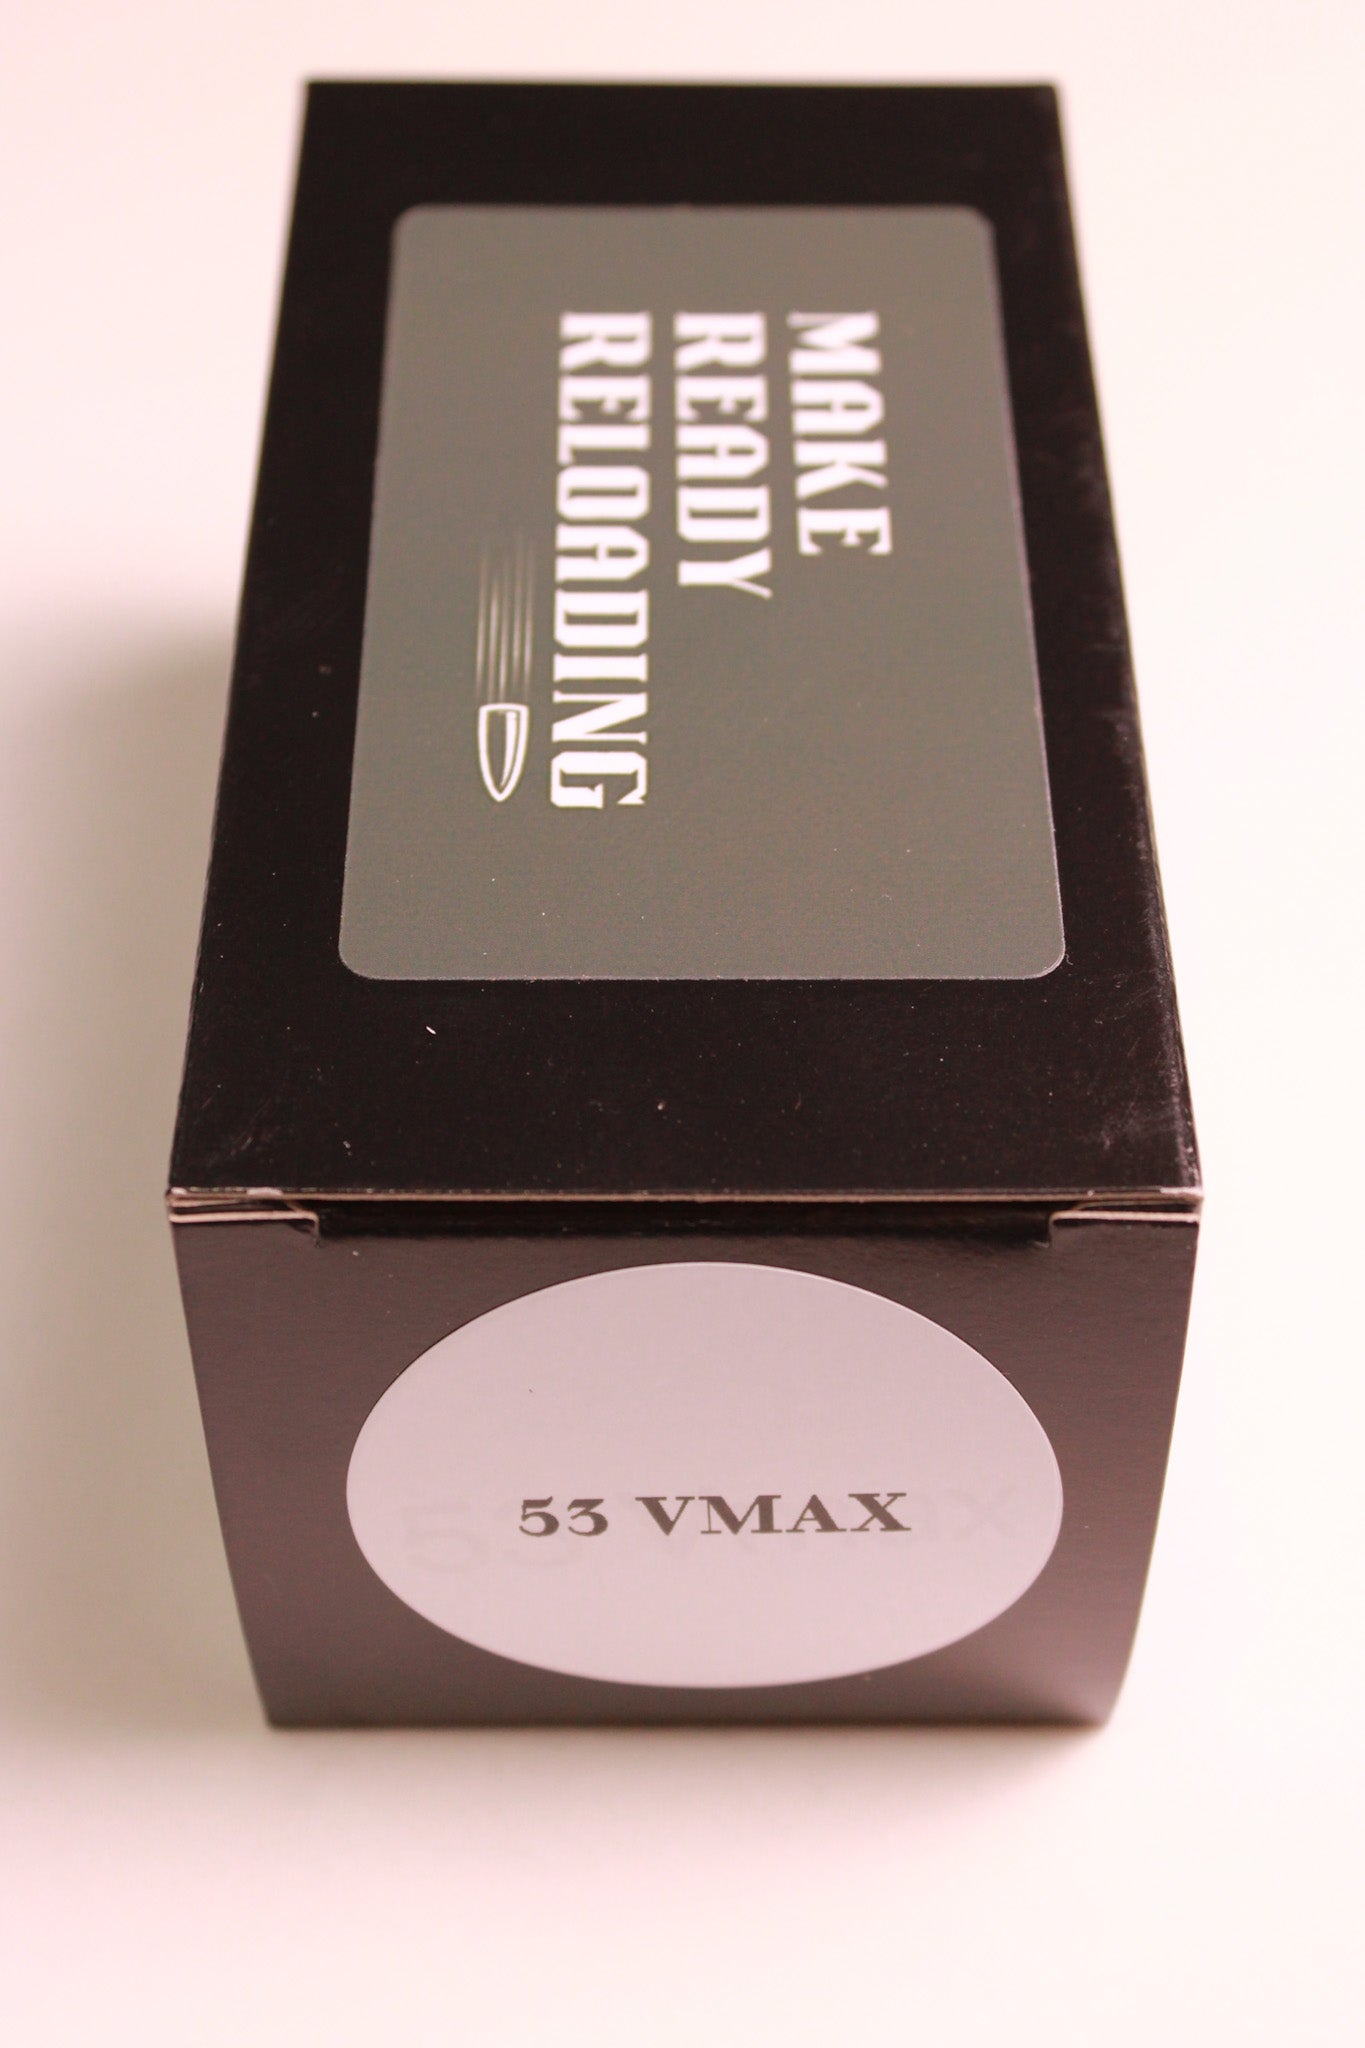 MAKE
READY
RELOADING
53 VMAX